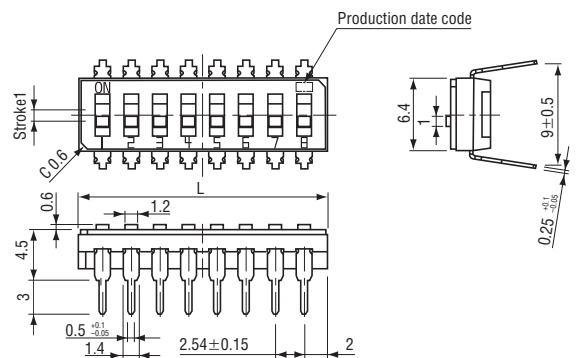 Production date code
ON
1 2 3 4 5 6 7 8
Stroke1
C 0.6
6.4
1
9±0.5
0.25 +0.1 -0.05
L
0.6
1.2
4.5
3
0.5 +0.1 -0.05
1.4
2.54±0.15
2